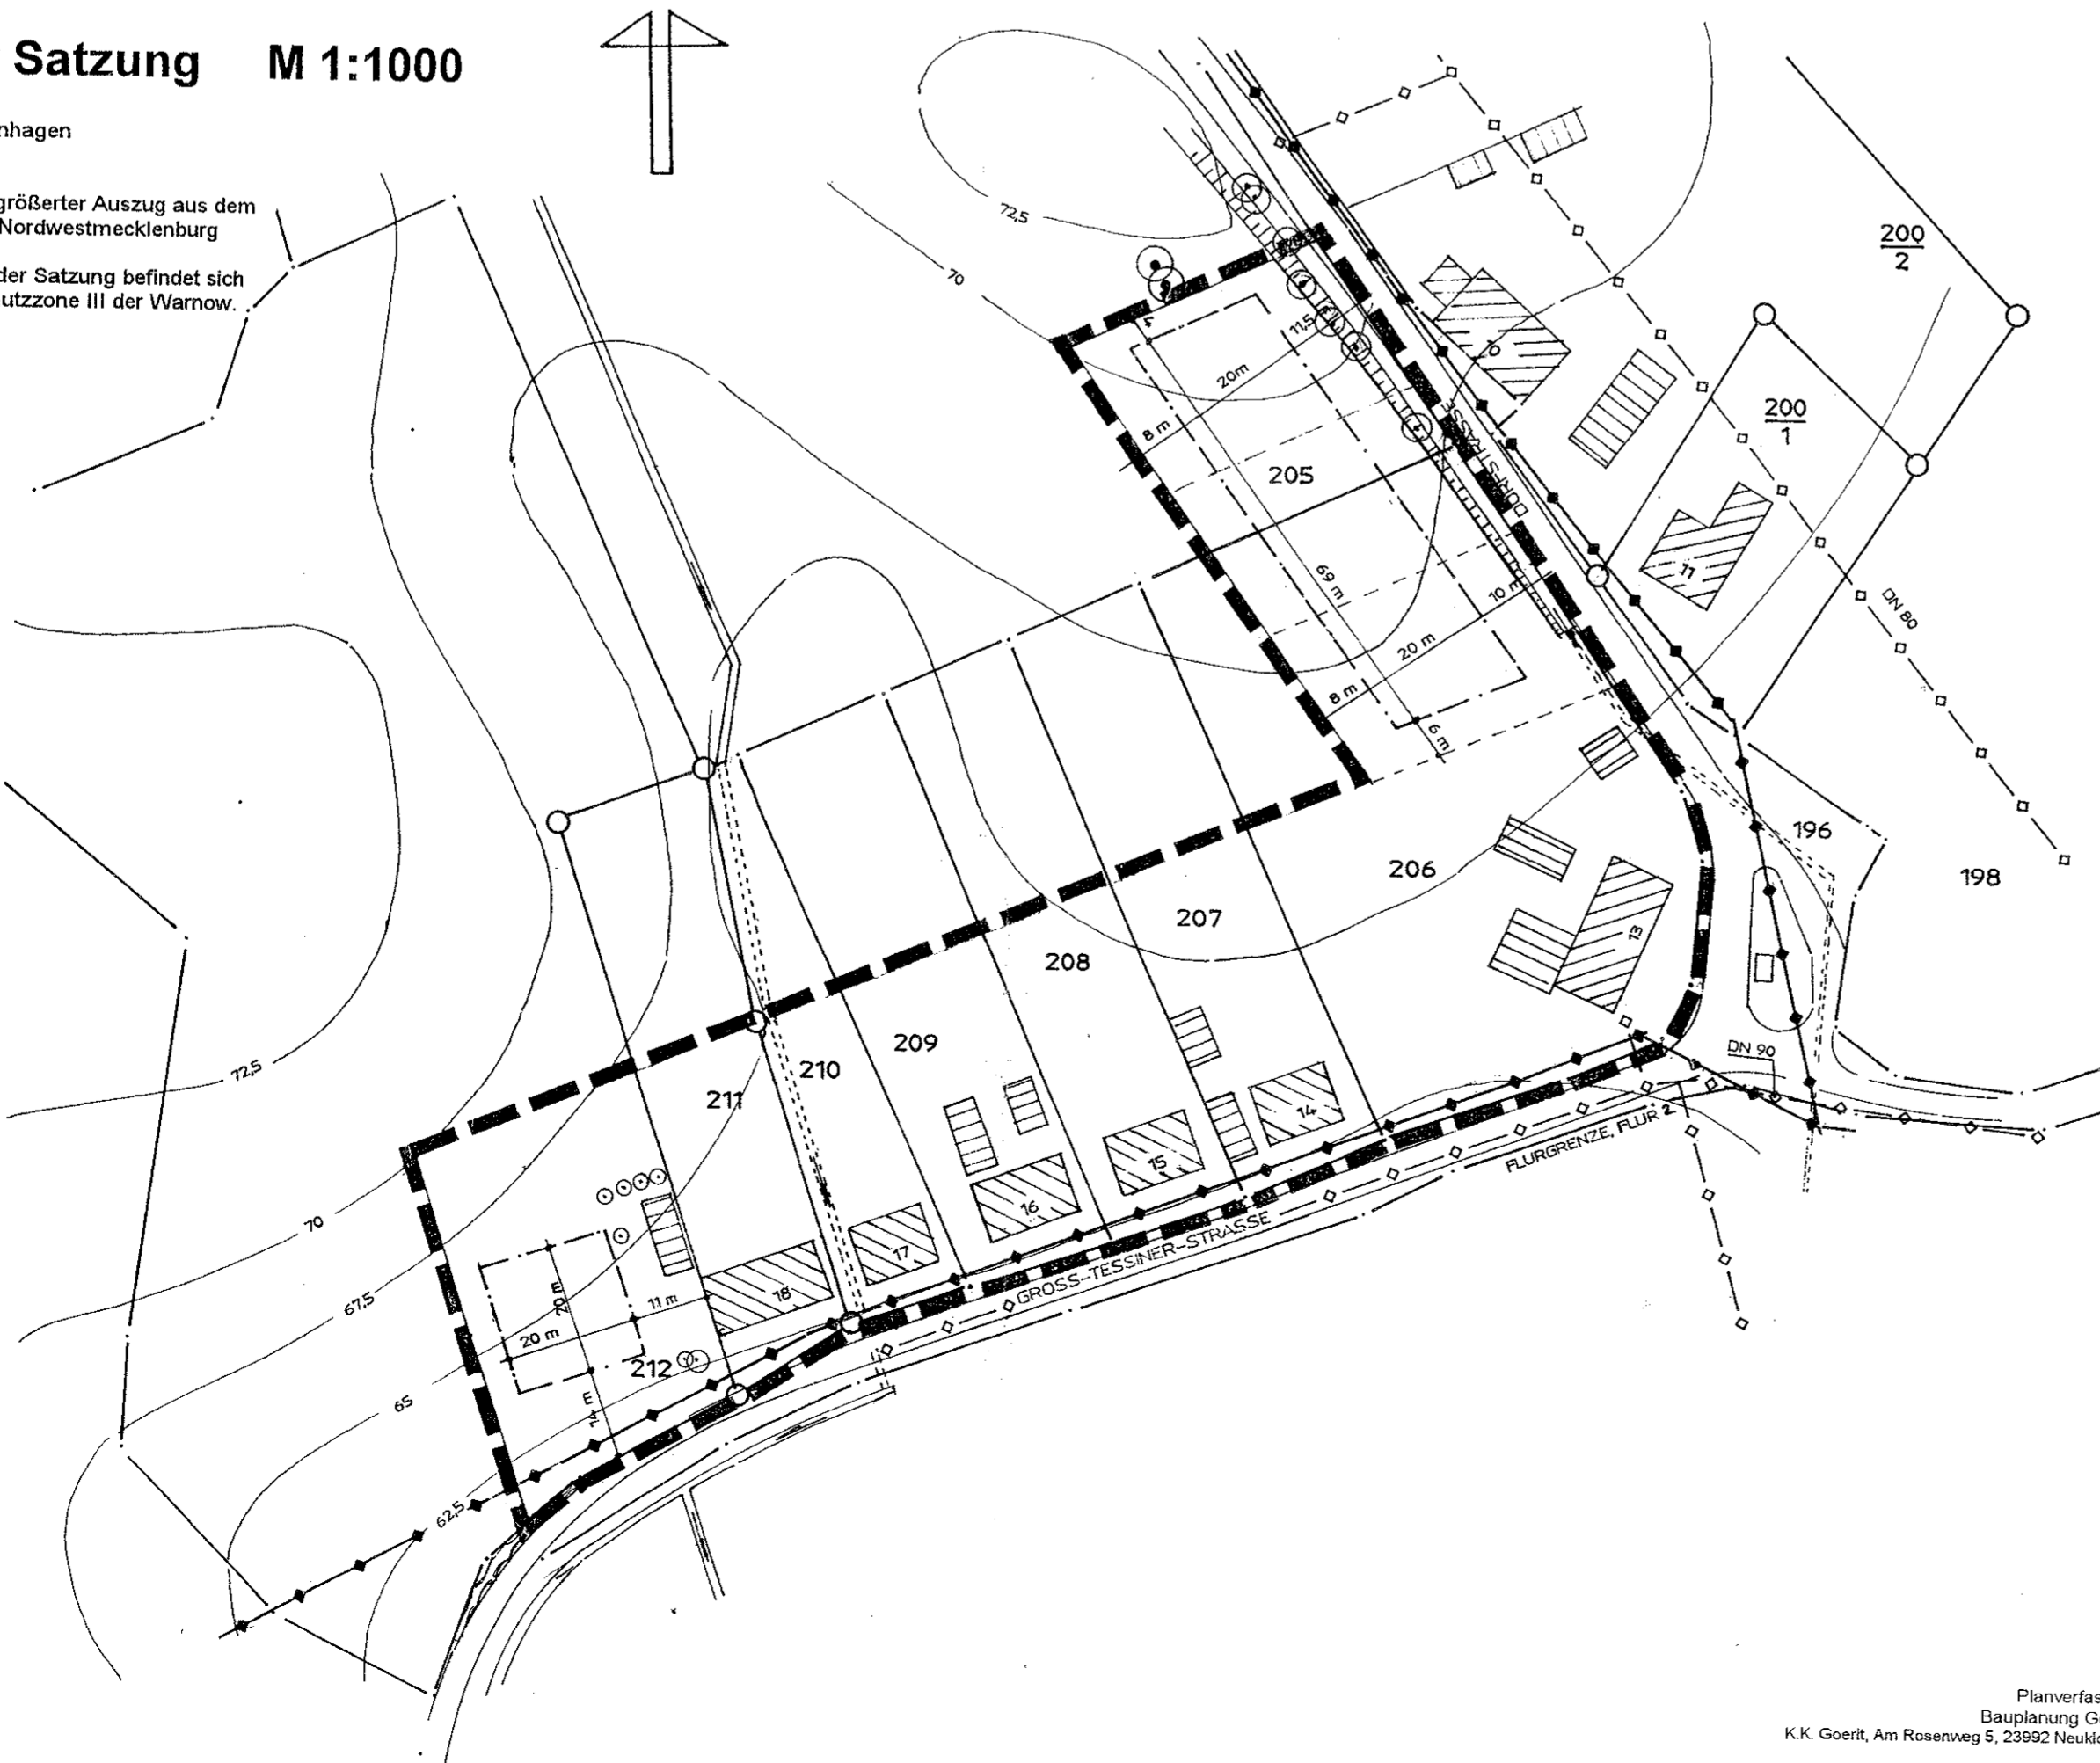 Satzung M 1:1000
nhagen
größerter Auszug aus dem
Nordwestmecklenburg
der Satzung befindet sich
utzzone III der Warnow.
72,5
70
200
2
200
1
4
11,5
20m
8 m
205
DORFSTRASSE
10
11
DN 80
69 m
10 m
20 m
8 m
6 m
196
198
206
13
207
208
209
210
211
72,5
DN 90
14
15
16
17
18
FLURGRENZE, FLUR 2
GROSS-TESSINER-STRASSE
70
67,5
65
62,5
20 m
11 m
20 m
212
14 m
Planverfas
Bauplanung G
K.K. Goerit, Am Rosenweg 5, 23992 Neukl